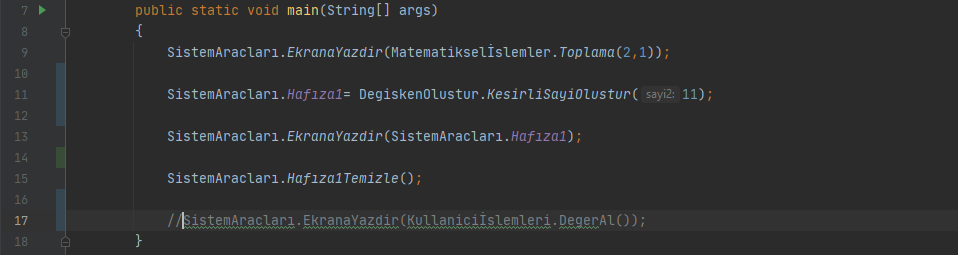 7 public static void main(String[] args)
8 {
9 SistemAracları.EkranaYazdir(Matematikselİslemler.Toplama(2,1));
10
11 SistemAracları.Hafıza1= DegiskenOlustur.KesirliSayiOlustur( sayi2: 11);
12
13 SistemAracları.EkranaYazdir(SistemAracları.Hafıza1);
14
15 SistemAracları.Hafıza1Temizle();
16
17 //SistemAracları.EkranaYazdir(Kullaniciİslemleri.DegerAl());
18 }